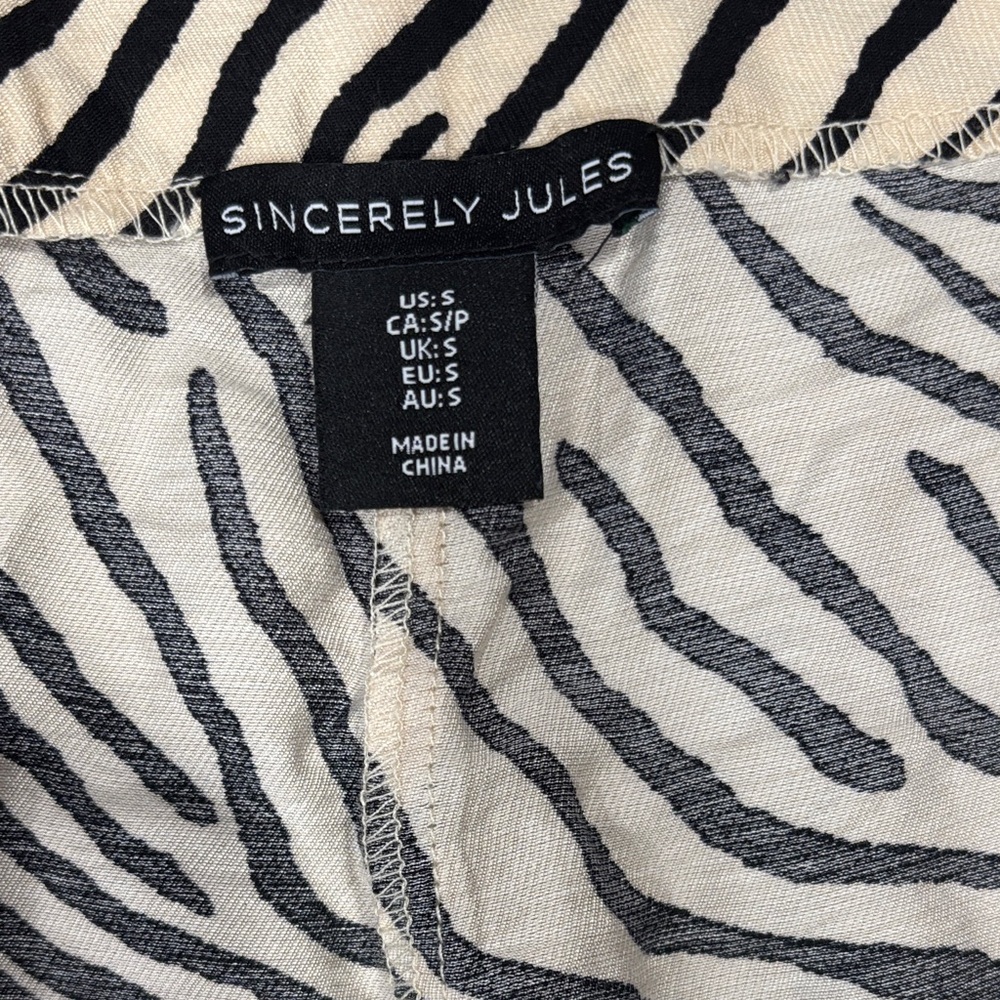 SINCERELY JULES
US: S
CA: S/P
UK: S
EU: S
AU: S
MADE IN
CHINA